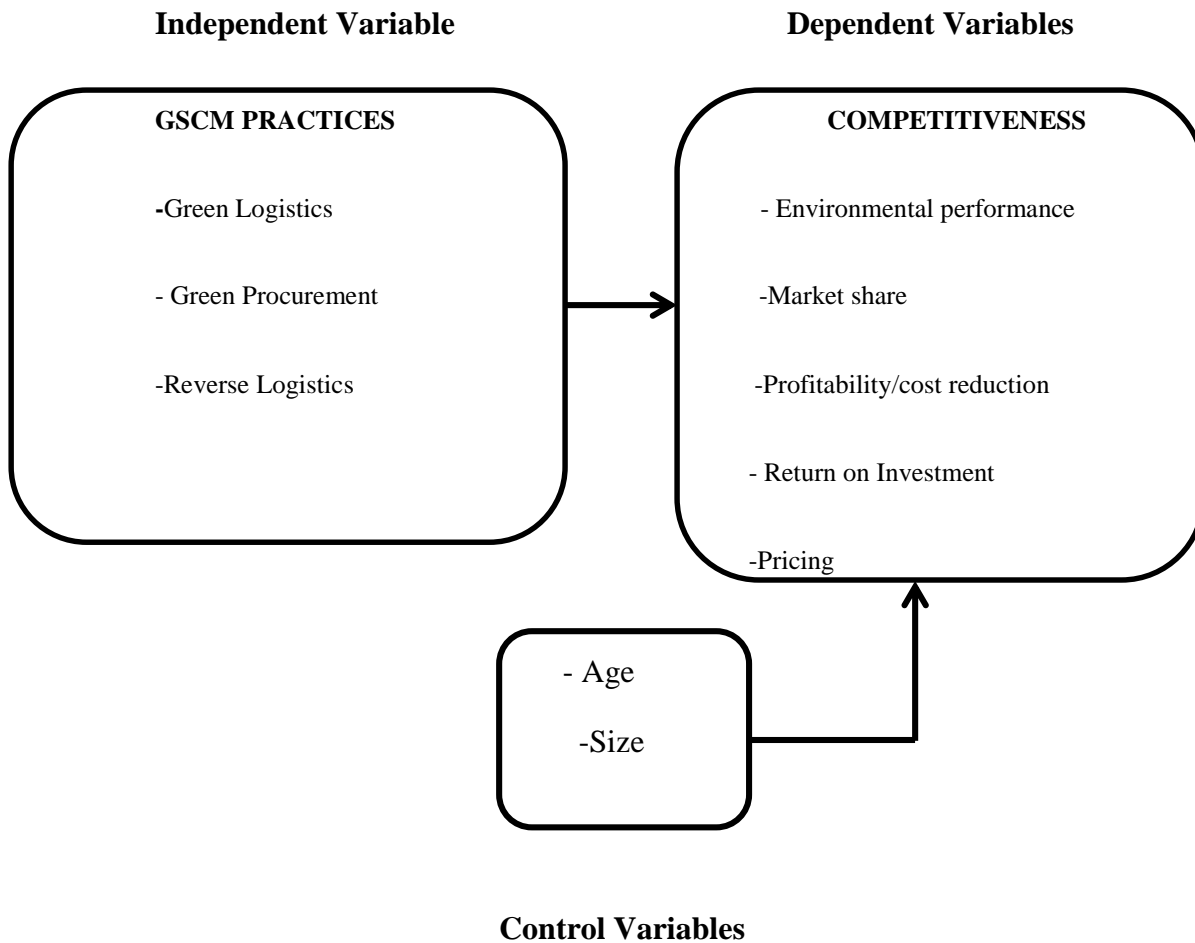 Independent Variable
Dependent Variables
GSCM PRACTICES
-Green Logistics
- Green Procurement
-Reverse Logistics
COMPETITIVENESS
- Environmental performance
-Market share
-Profitability/cost reduction
- Return on Investment
-Pricing
- Age
-Size
Control Variables